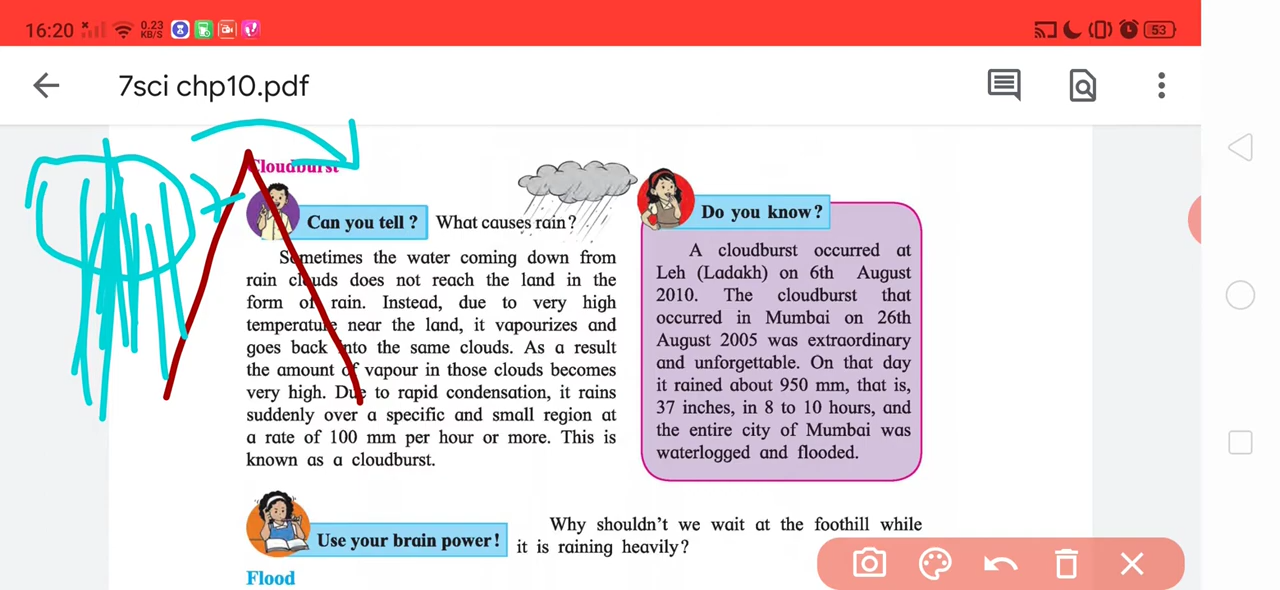 16:20 0.23 KB/S 53
7sci chp10.pdf
Cloudburst
Can you tell ? What causes rain?
Sometimes the water coming down from
rain clouds does not reach the land in the
form of rain. Instead, due to very high
temperature near the land, it vapourizes and
goes back into the same clouds. As a result
the amount of vapour in those clouds becomes
very high. Due to rapid condensation, it rains
suddenly over a specific and small region at
a rate of 100 mm per hour or more. This is
known as a cloudburst.
Do you know?
A cloudburst occurred at
Leh (Ladakh) on 6th August
2010. The cloudburst that
occurred in Mumbai on 26th
August 2005 was extraordinary
and unforgettable. On that day
it rained about 950 mm, that is,
37 inches, in 8 to 10 hours, and
the entire city of Mumbai was
waterlogged and flooded.
Use your brain power! Why shouldn't we wait at the foothill while
it is raining heavily?
Flood